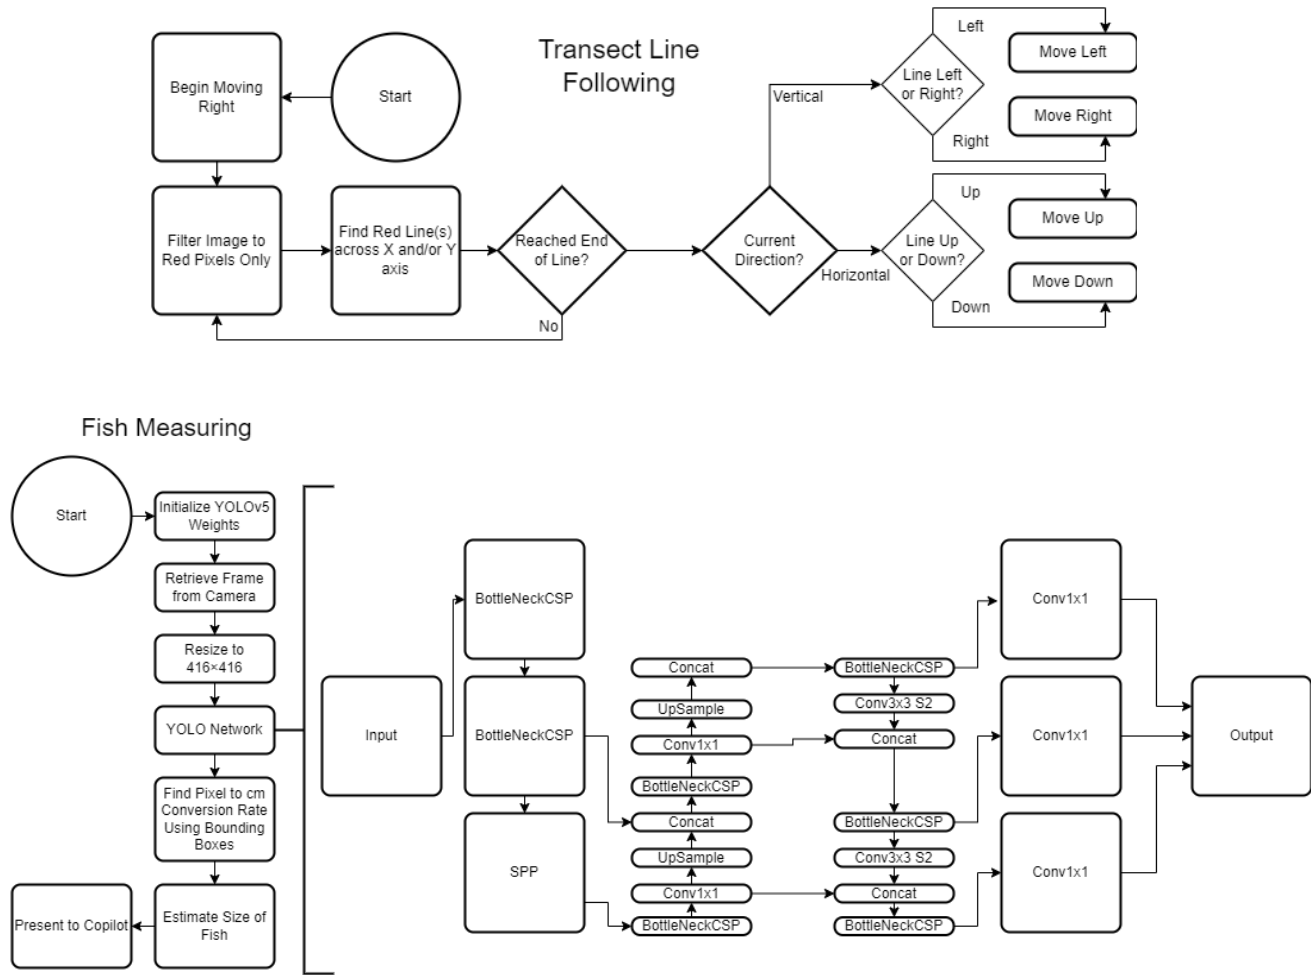 Transect Line
Following
Begin Moving
Right
Start
Filter Image to
Red Pixels Only
Find Red Line(s)
across X and/or Y
axis
Reached End
of Line?
No
Current
Direction?
Vertical
Horizontal
Line Left
or Right?
Left
Right
Move Left
Move Right
Line Up
or Down?
Up
Down
Move Up
Move Down
Fish Measuring
Start
Initialize YOLOv5
Weights
Retrieve Frame
from Camera
Resize to
416×416
YOLO Network
Find Pixel to cm
Conversion Rate
Using Bounding
Boxes
Estimate Size of
Fish
Present to Copilot
Input
BottleNeckCSP
BottleNeckCSP
SPP
Concat
UpSample
Conv1x1
BottleNeckCSP
Concat
UpSample
Conv1x1
BottleNeckCSP
BottleNeckCSP
Conv3x3 S2
Concat
BottleNeckCSP
Conv3x3 S2
Concat
BottleNeckCSP
Conv1x1
Conv1x1
Conv1x1
Output